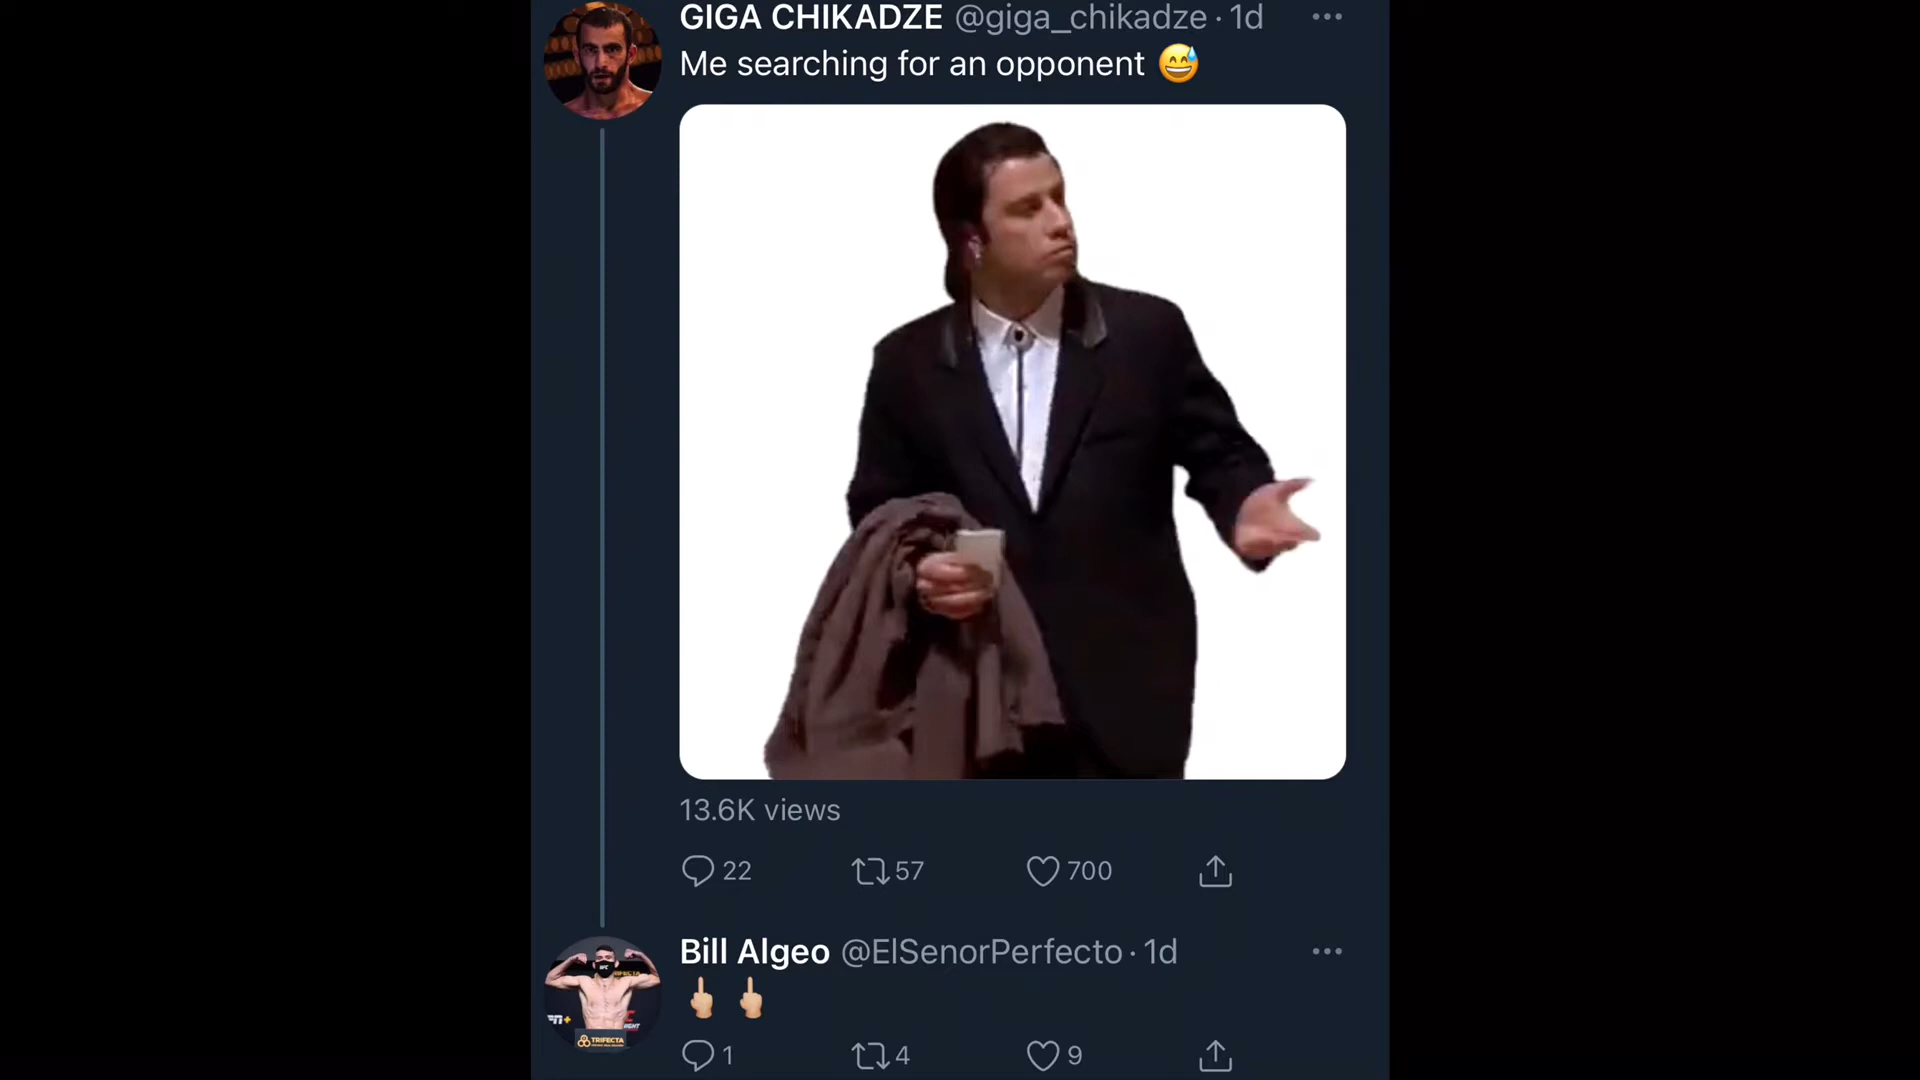 GIGA CHIKADZE @giga_chikadze · 1d
Me searching for an opponent 😅
13.6K views
22 57 700
Bill Algeo @ElSenorPerfecto · 1d
🖕🏼 🖕🏼
TRIFECTA
1 4 9